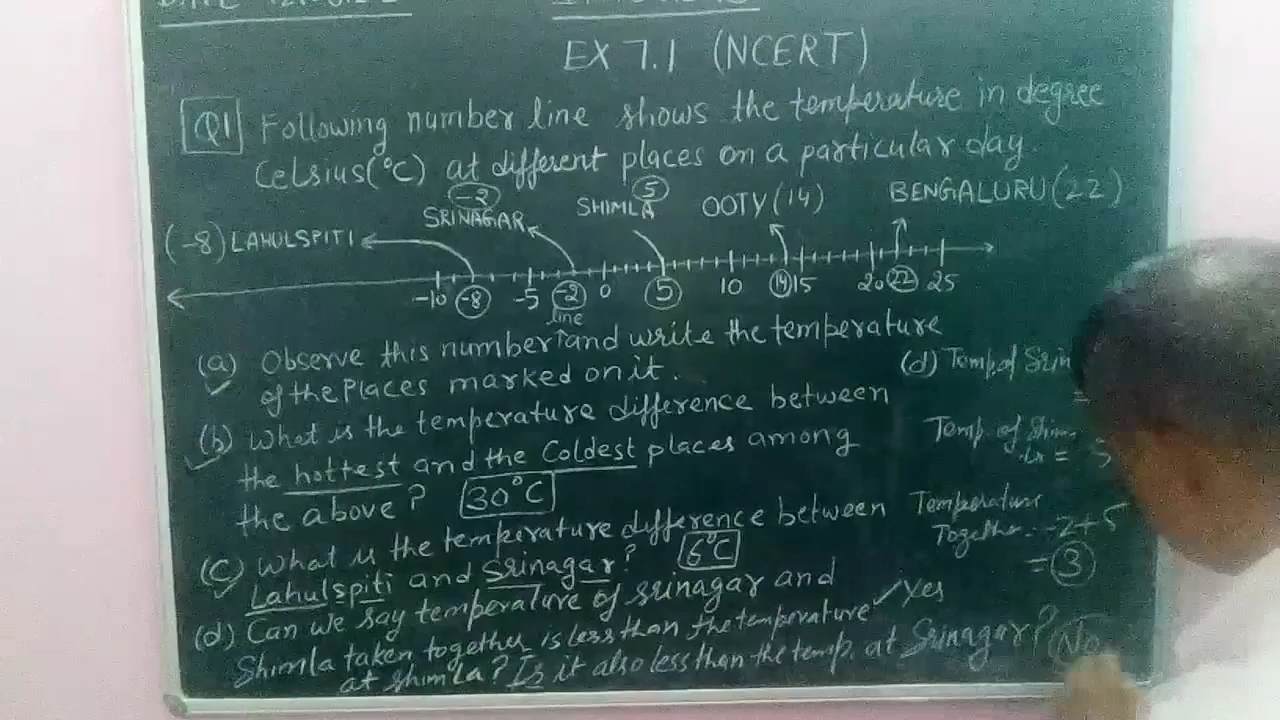 EX 7.1 (NCERT)
Q1 Following number line shows the temperature in degree
Celsius(°C) at different places on a particular day.
(-8) LAHULSPITI -2 SRINAGAR 5 SHIMLA OOTY (14) BENGALURU (22)
-10 -8 -5 -2 0 5 10 14 15 20 22 25
line
(a) Observe this number ↑ and write the temperature
of the Places marked on it.
(b) What is the temperature difference between
the hottest and the Coldest places among
the above? 30°C
(c) What is the temperature difference between
Lahulspiti and Srinagar? 6°C
(d) Can we say temperature of srinagar and
Shimla taken together is less than the temperature ✓ Yes
at shimla? Is it also less than the temp. at Srinagar? No
(d) Temp. of Srin
=
Temp. of Shim
la = 5
Temperature
Together = -2+5
= 3